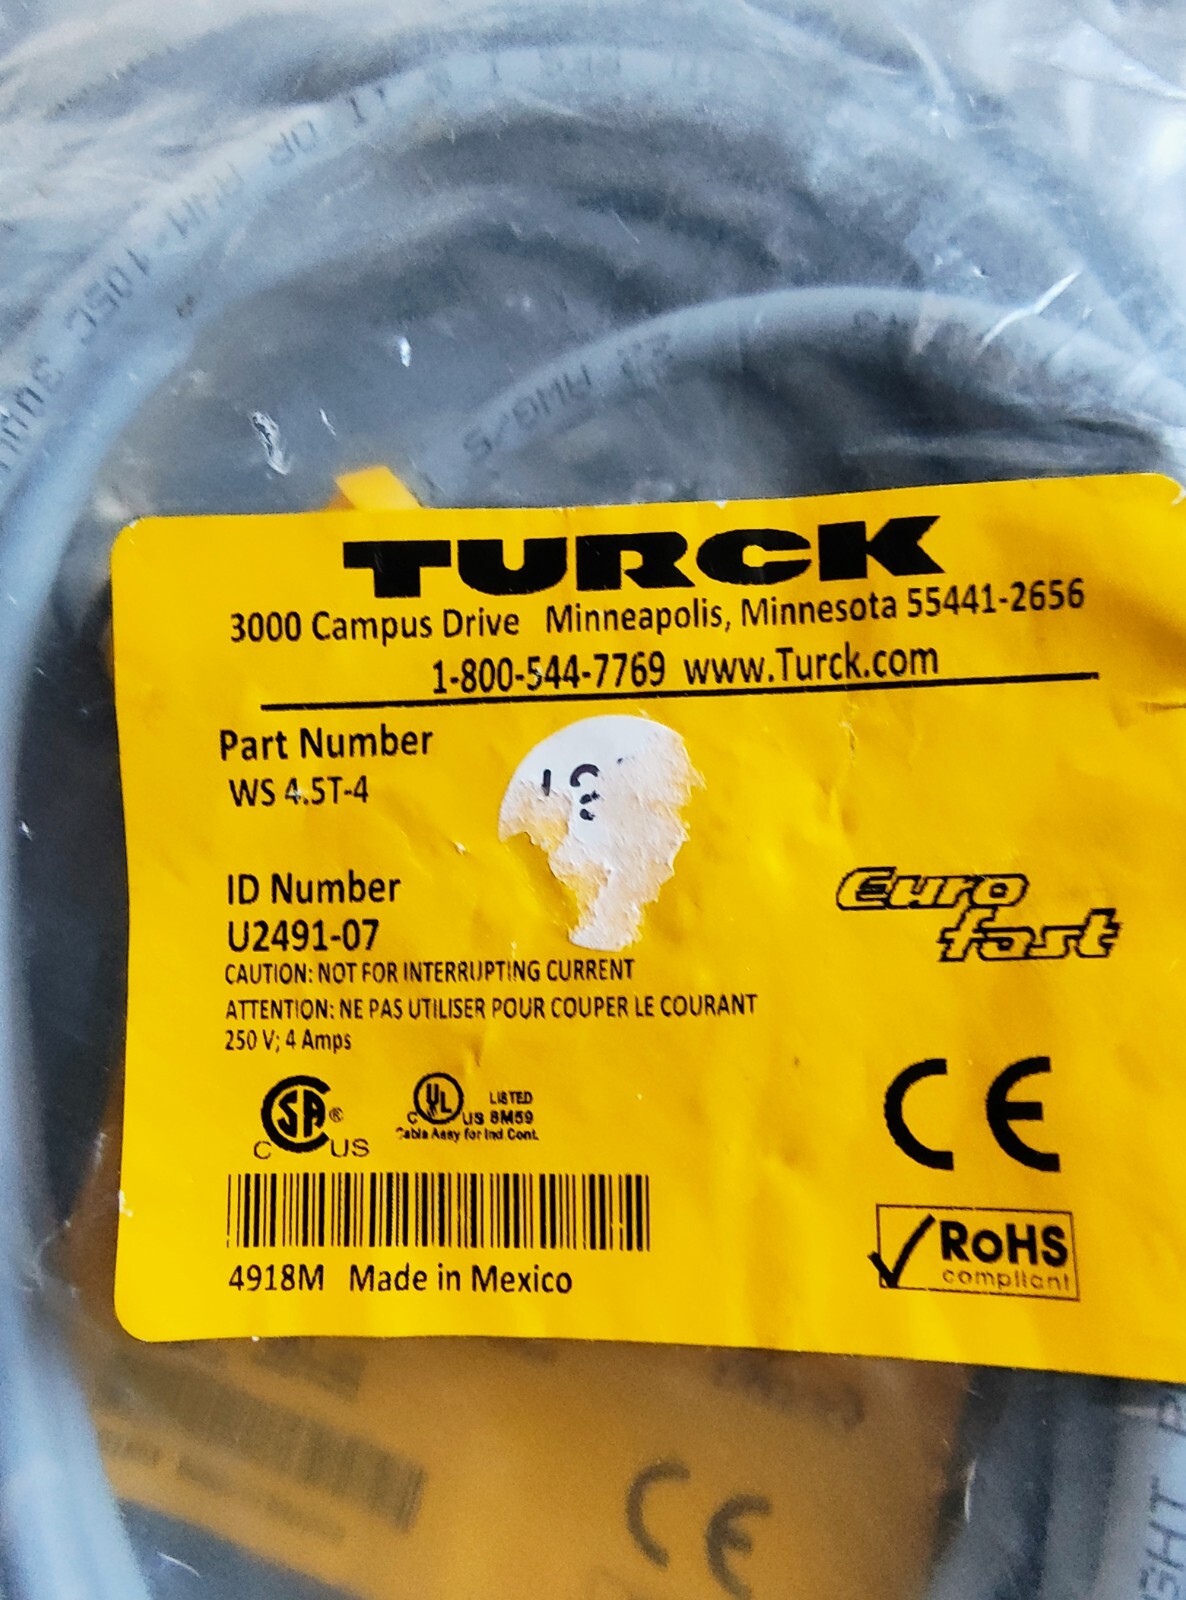 TURCK
3000 Campus Drive Minneapolis, Minnesota 55441-2656
1-800-544-7769 www.Turck.com
Part Number
WS 4.5T-4
ID Number
U2491-07
CAUTION: NOT FOR INTERRUPTING CURRENT
ATTENTION: NE PAS UTILISER POUR COUPER LE COURANT
250 V; 4 Amps
Euro
fast
CSA ®
C US
C UL US LISTED
8M59
Cable Assy for Ind Cont.
CE
4918M Made in Mexico
RoHS
compliant
CE